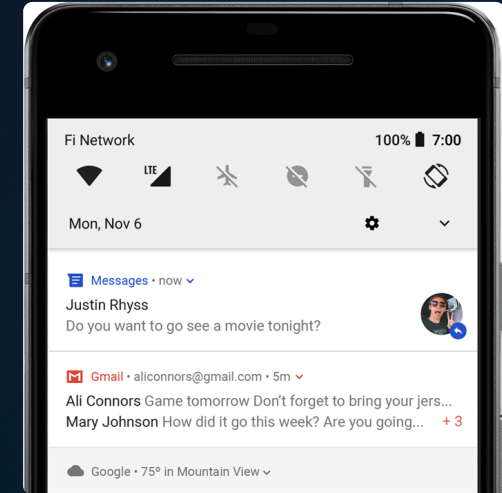 Fi Network 100% 7:00
LTE
Mon, Nov 6
Messages • now
Justin Rhyss
Do you want to go see a movie tonight?
Gmail • aliconnors@gmail.com • 5m
Ali Connors Game tomorrow Don't forget to bring your jers...
Mary Johnson How did it go this week? Are you going... + 3
Google • 75º in Mountain View